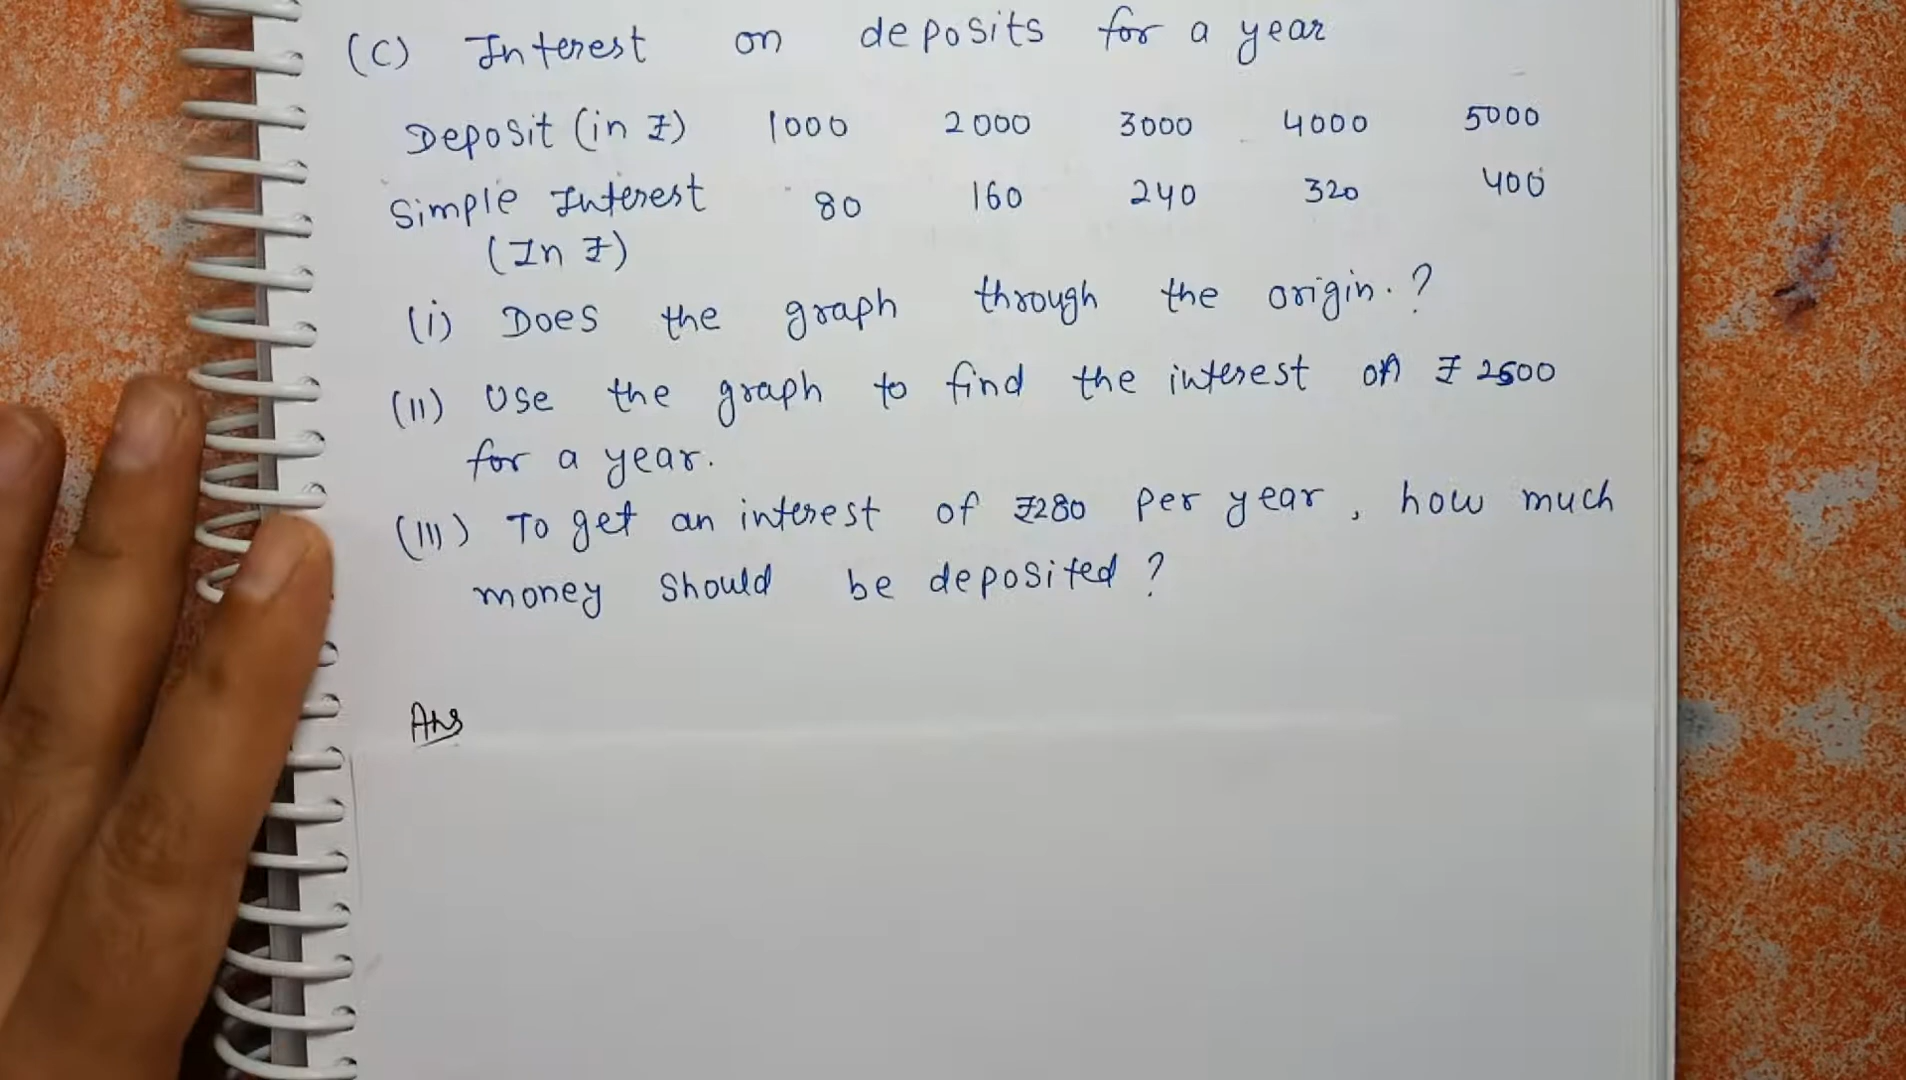 (C) Interest on deposits for a year
Deposit (in ₹) 1000 2000 3000 4000 5000
Simple Interest 80 160 240 320 400
(In ₹)
(i) Does the graph through the origin.?
(ii) Use the graph to find the interest on ₹ 2500
for a year.
(iii) To get an interest of ₹280 per year, how much
money should be deposited?
Ans